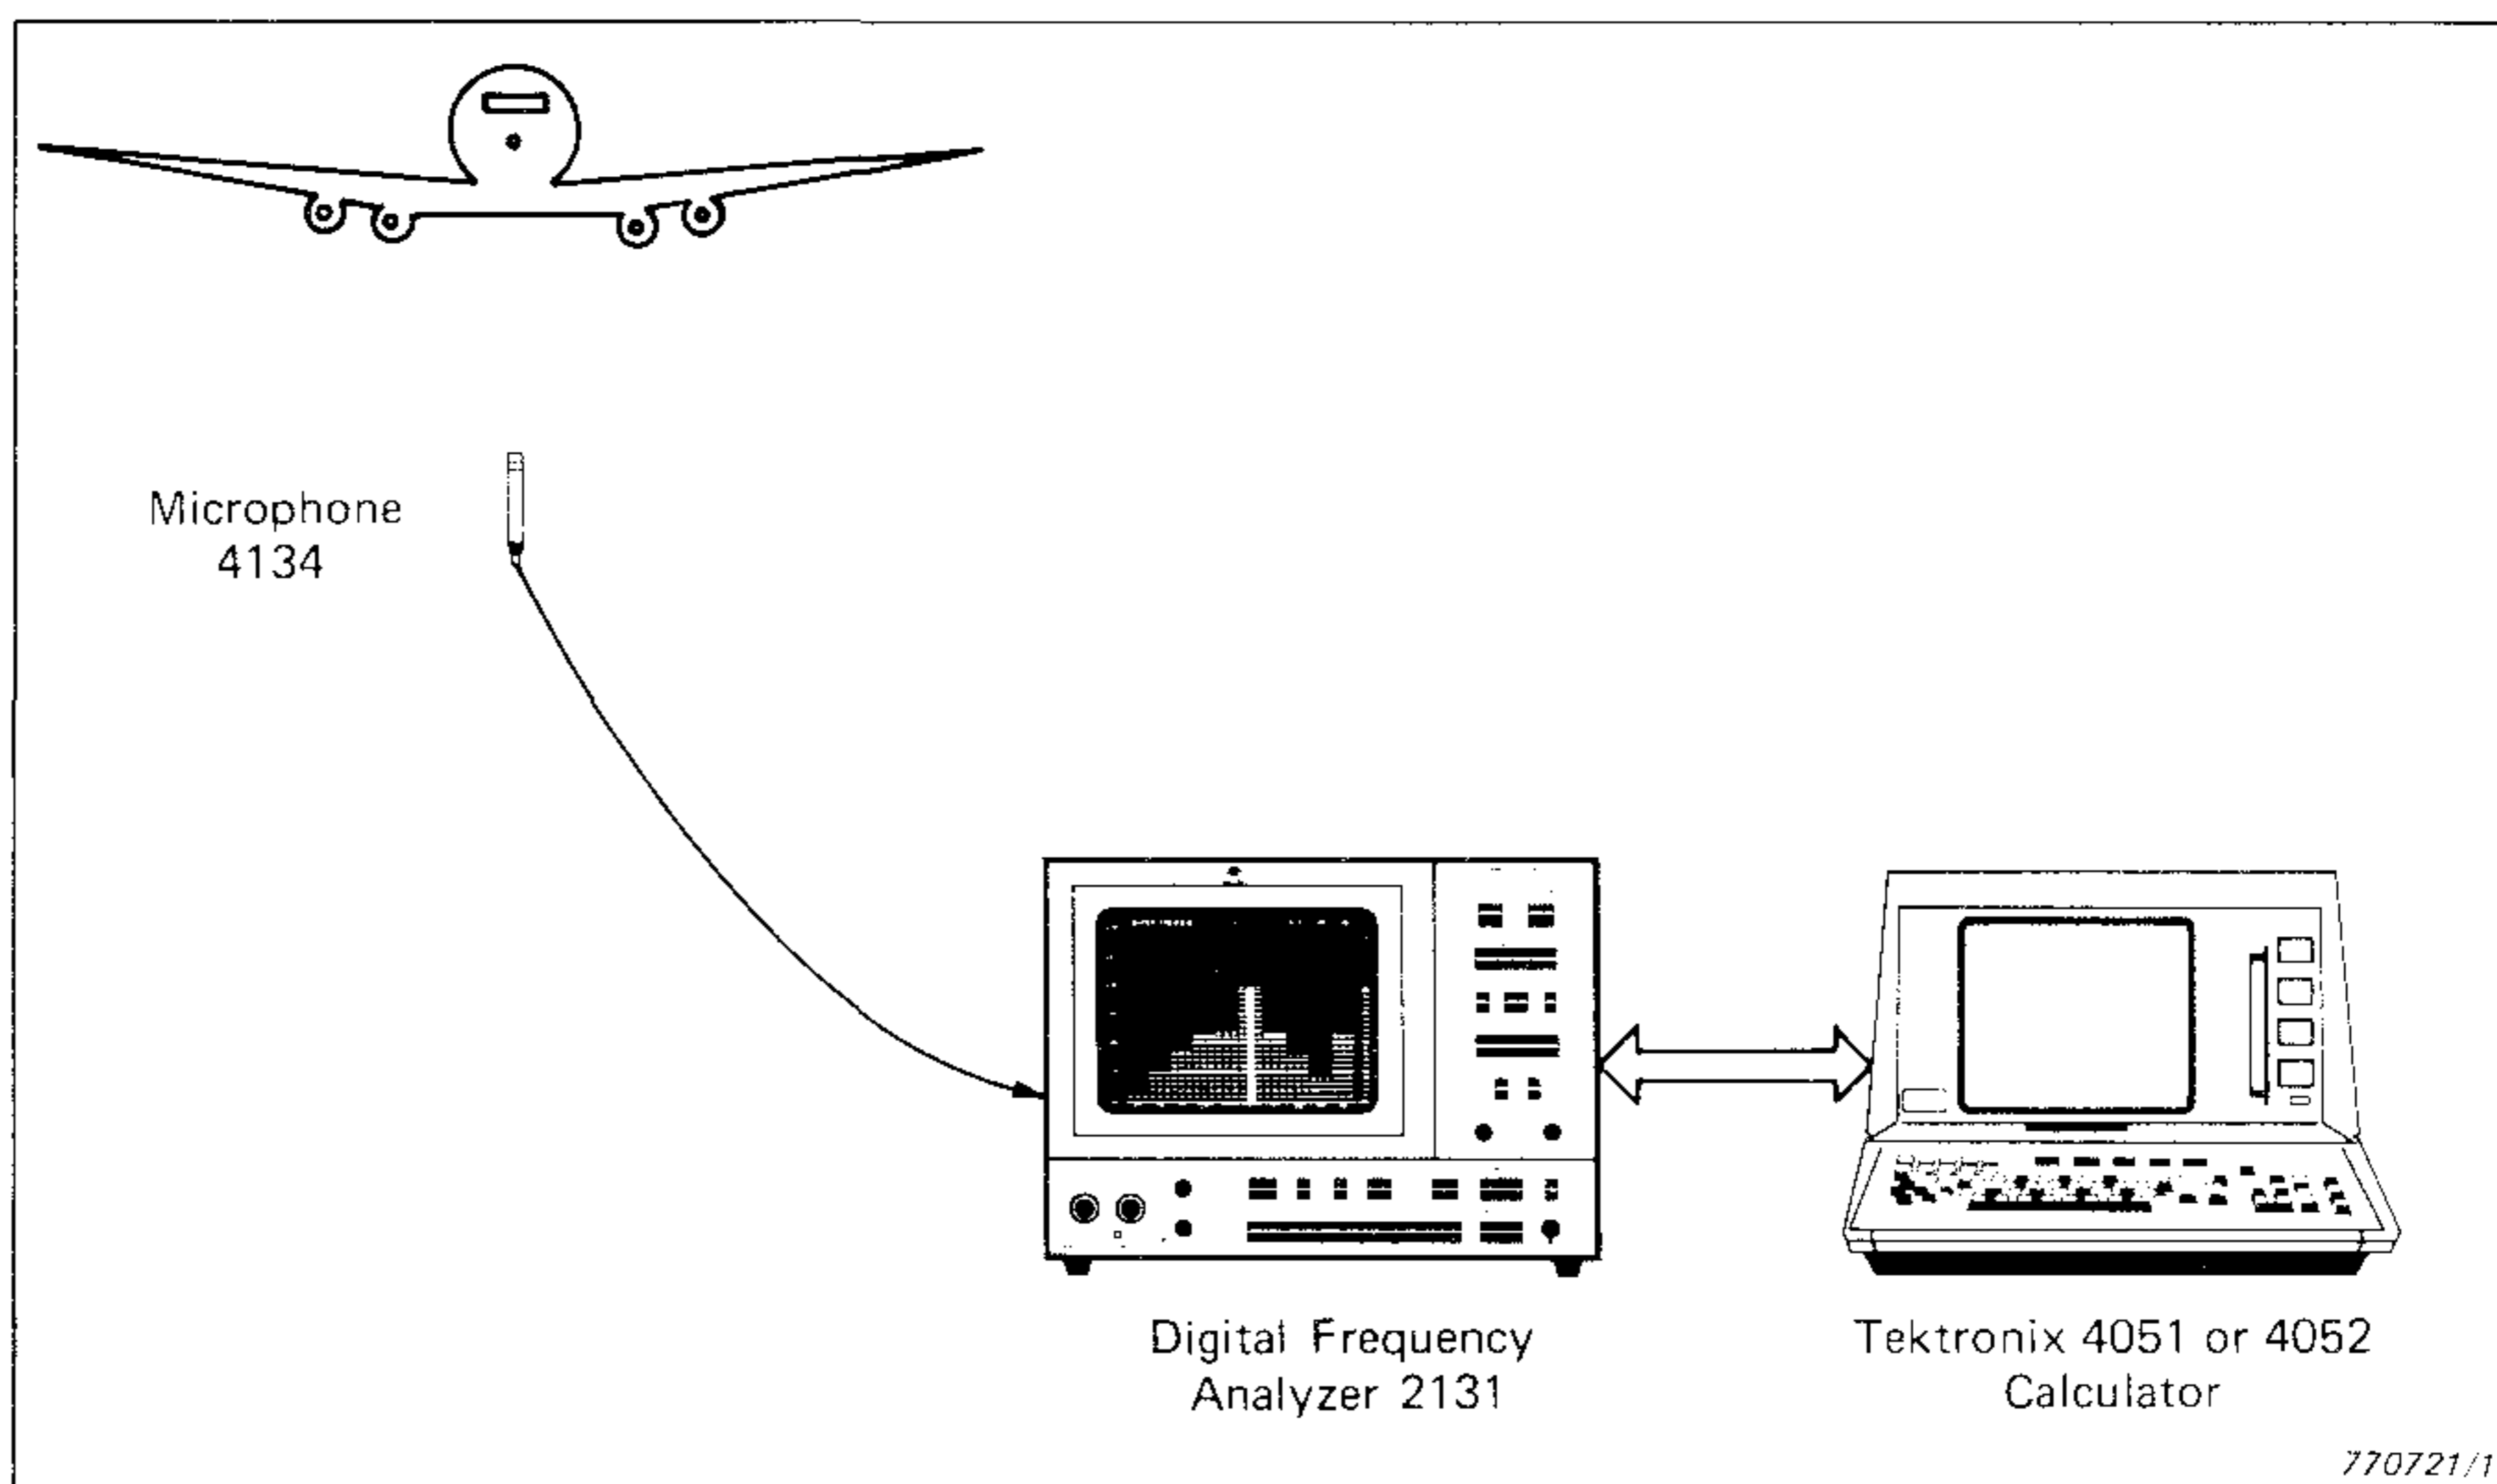 Microphone
4134
Digital Frequency
Analyzer 2131
Tektronix 4051 or 4052
Calculator
770721/1